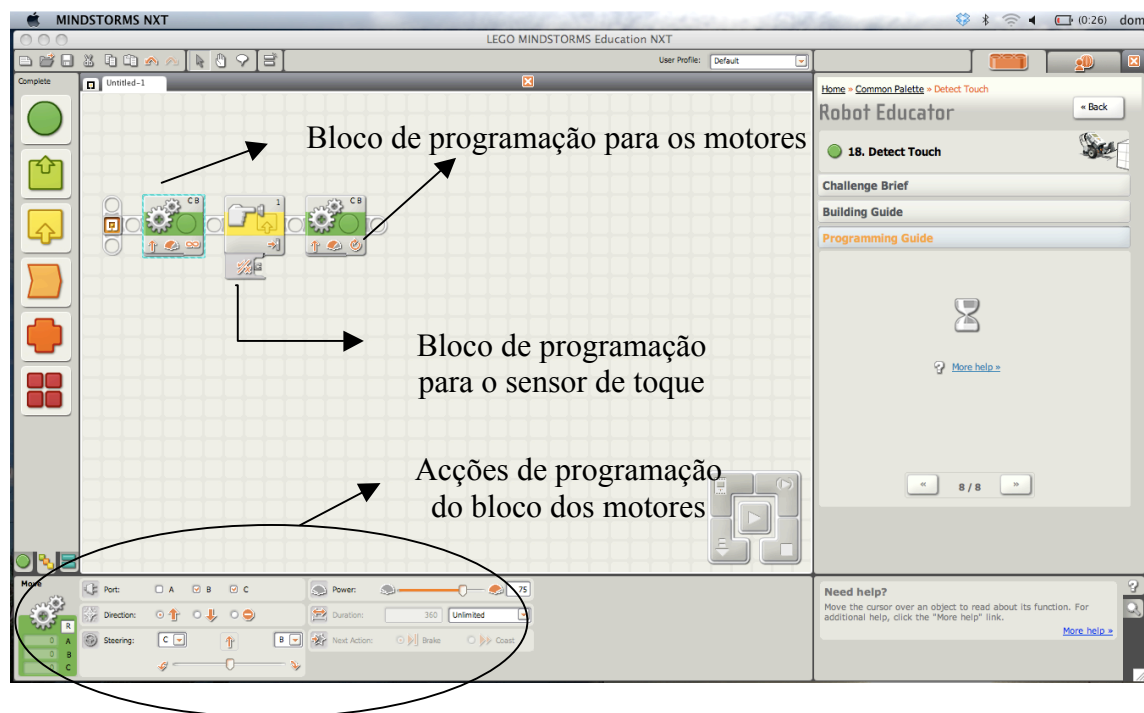 MINDSTORMS NXT
(0:26) dom
LEGO MINDSTORMS Education NXT
User Profile: Default
Complete
Untitled-1
Bloco de programação para os motores
C B
1
C B
Bloco de programação
para o sensor de toque
Acções de programação
do bloco dos motores
Home » Common Palette » Detect Touch
Robot Educator
« Back
18. Detect Touch
Challenge Brief
Building Guide
Programming Guide
More help »
« 8 / 8 »
Move
R
0 A
0 B
0 C
Port: A B C
Direction:
Steering: C B
Power: 75
Duration: 360 Unlimited
Next Action: Brake Coast
Need help?
Move the cursor over an object to read about its function. For
additional help, click the "More help" link.
More help »
?